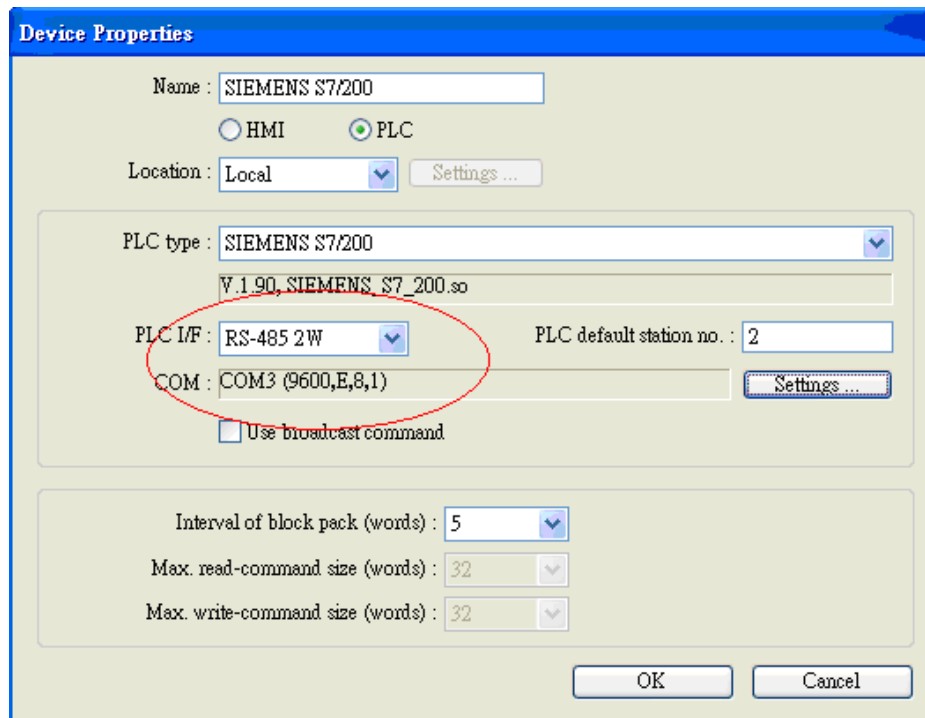 Device Properties
Name : SIEMENS S7/200
HMI PLC
Location : Local Settings ...
PLC type : SIEMENS S7/200
V.1.90, SIEMENS_S7_200.so
PLC I/F : RS-485 2W PLC default station no. : 2
COM : COM3 (9600,E,8,1) Settings ...
Use broadcast command
Interval of block pack (words) : 5
Max. read-command size (words) : 32
Max. write-command size (words) : 32
OK Cancel